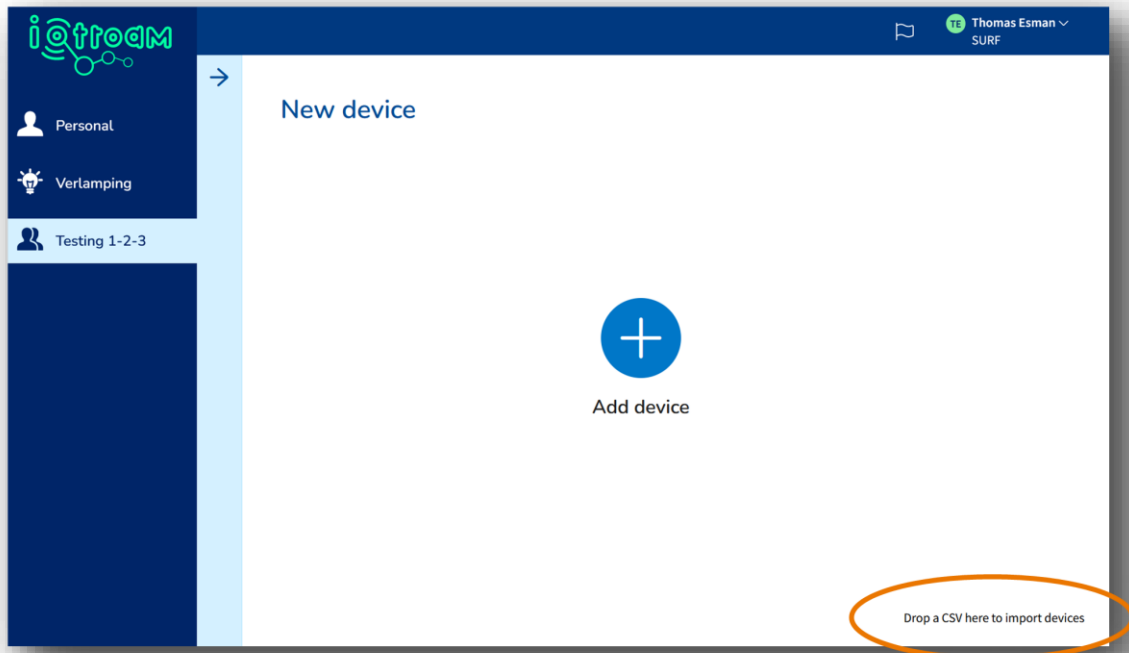 iotroam
TE Thomas Esman
SURF
Personal
Verlamping
Testing 1-2-3
New device
Add device
Drop a CSV here to import devices